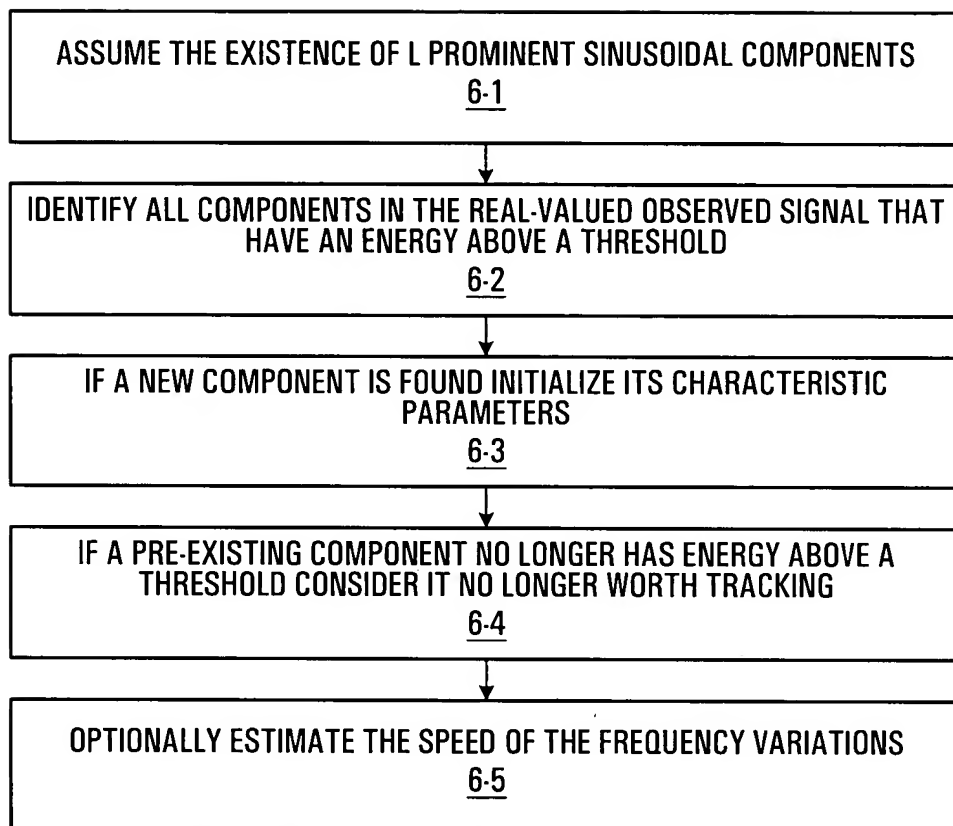 ASSUME THE EXISTENCE OF L PROMINENT SINUSOIDAL COMPONENTS
6-1
IDENTIFY ALL COMPONENTS IN THE REAL-VALUED OBSERVED SIGNAL THAT
HAVE AN ENERGY ABOVE A THRESHOLD
6-2
IF A NEW COMPONENT IS FOUND INITIALIZE ITS CHARACTERISTIC
PARAMETERS
6-3
IF A PRE-EXISTING COMPONENT NO LONGER HAS ENERGY ABOVE A
THRESHOLD CONSIDER IT NO LONGER WORTH TRACKING
6-4
OPTIONALLY ESTIMATE THE SPEED OF THE FREQUENCY VARIATIONS
6-5